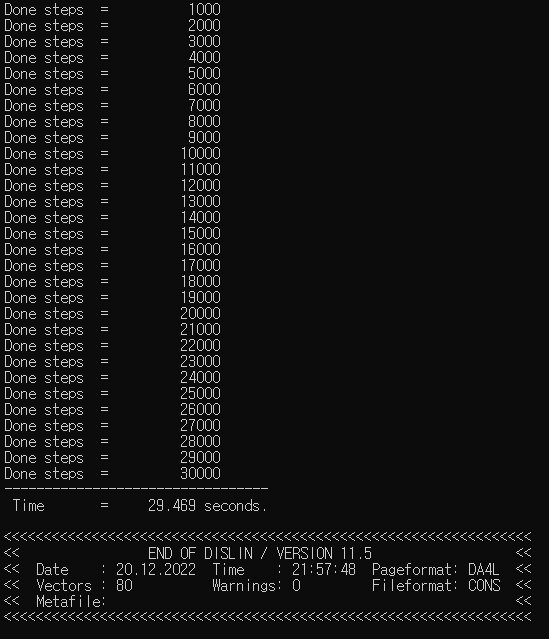 Done steps  =          1000
Done steps  =          2000
Done steps  =          3000
Done steps  =          4000
Done steps  =          5000
Done steps  =          6000
Done steps  =          7000
Done steps  =          8000
Done steps  =          9000
Done steps  =         10000
Done steps  =         11000
Done steps  =         12000
Done steps  =         13000
Done steps  =         14000
Done steps  =         15000
Done steps  =         16000
Done steps  =         17000
Done steps  =         18000
Done steps  =         19000
Done steps  =         20000
Done steps  =         21000
Done steps  =         22000
Done steps  =         23000
Done steps  =         24000
Done steps  =         25000
Done steps  =         26000
Done steps  =         27000
Done steps  =         28000
Done steps  =         29000
Done steps  =         30000
---------------------------------
 Time       =     29.469 seconds.

<<<<<<<<<<<<<<<<<<<<<<<<<<<<<<<<<<<<<<<<<<<<<<<<<<<<<<<<<<<<<<<<<<
<<                END OF DISLIN / VERSION 11.5                  <<
<<  Date    : 20.12.2022  Time    : 21:57:48  Pageformat: DA4L  <<
<<  Vectors : 80          Warnings: 0         Fileformat: CONS  <<
<<  Metafile:                                                   <<
<<<<<<<<<<<<<<<<<<<<<<<<<<<<<<<<<<<<<<<<<<<<<<<<<<<<<<<<<<<<<<<<<<